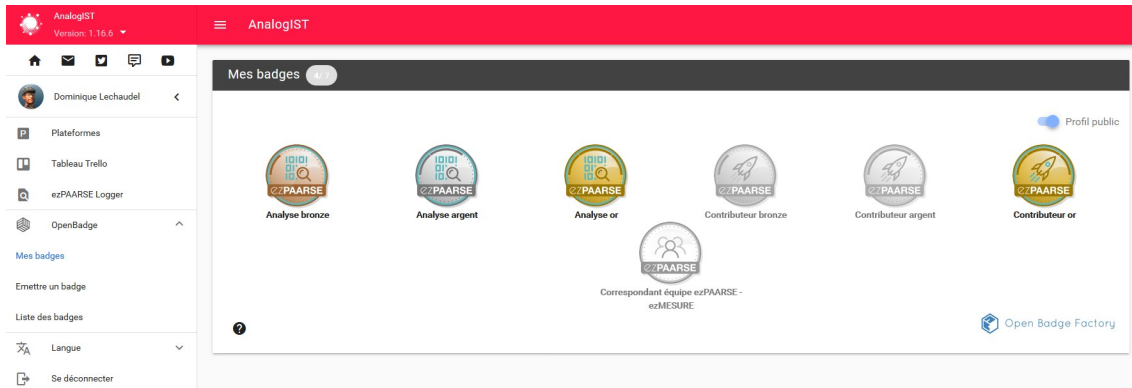 AnalogIST
Version: 1.16.6
AnalogIST
Dominique Lechaudel
Plateformes
Tableau Trello
ezPAARSE Logger
OpenBadge
Mes badges
Emettre un badge
Liste des badges
Langue
Se déconnecter
Mes badges 4/7
Profil public
ezPAARSE
Analyse bronze
ezPAARSE
Analyse argent
ezPAARSE
Analyse or
ezPAARSE
Contributeur bronze
ezPAARSE
Contributeur argent
ezPAARSE
Contributeur or
ezPAARSE
Correspondant équipe ezPAARSE -
ezMESURE
Open Badge Factory